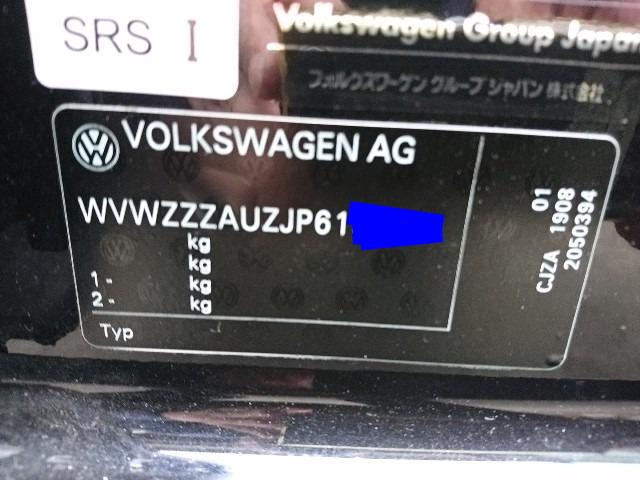 SRS I
Volkswagen Group Japan
フォルクスワーゲン グループ ジャパン 株式会社
VOLKSWAGEN AG
WVWZZZAUZJP61
kg
kg
1 - kg
2 - kg
Typ
01
CJZA 1908
2050394